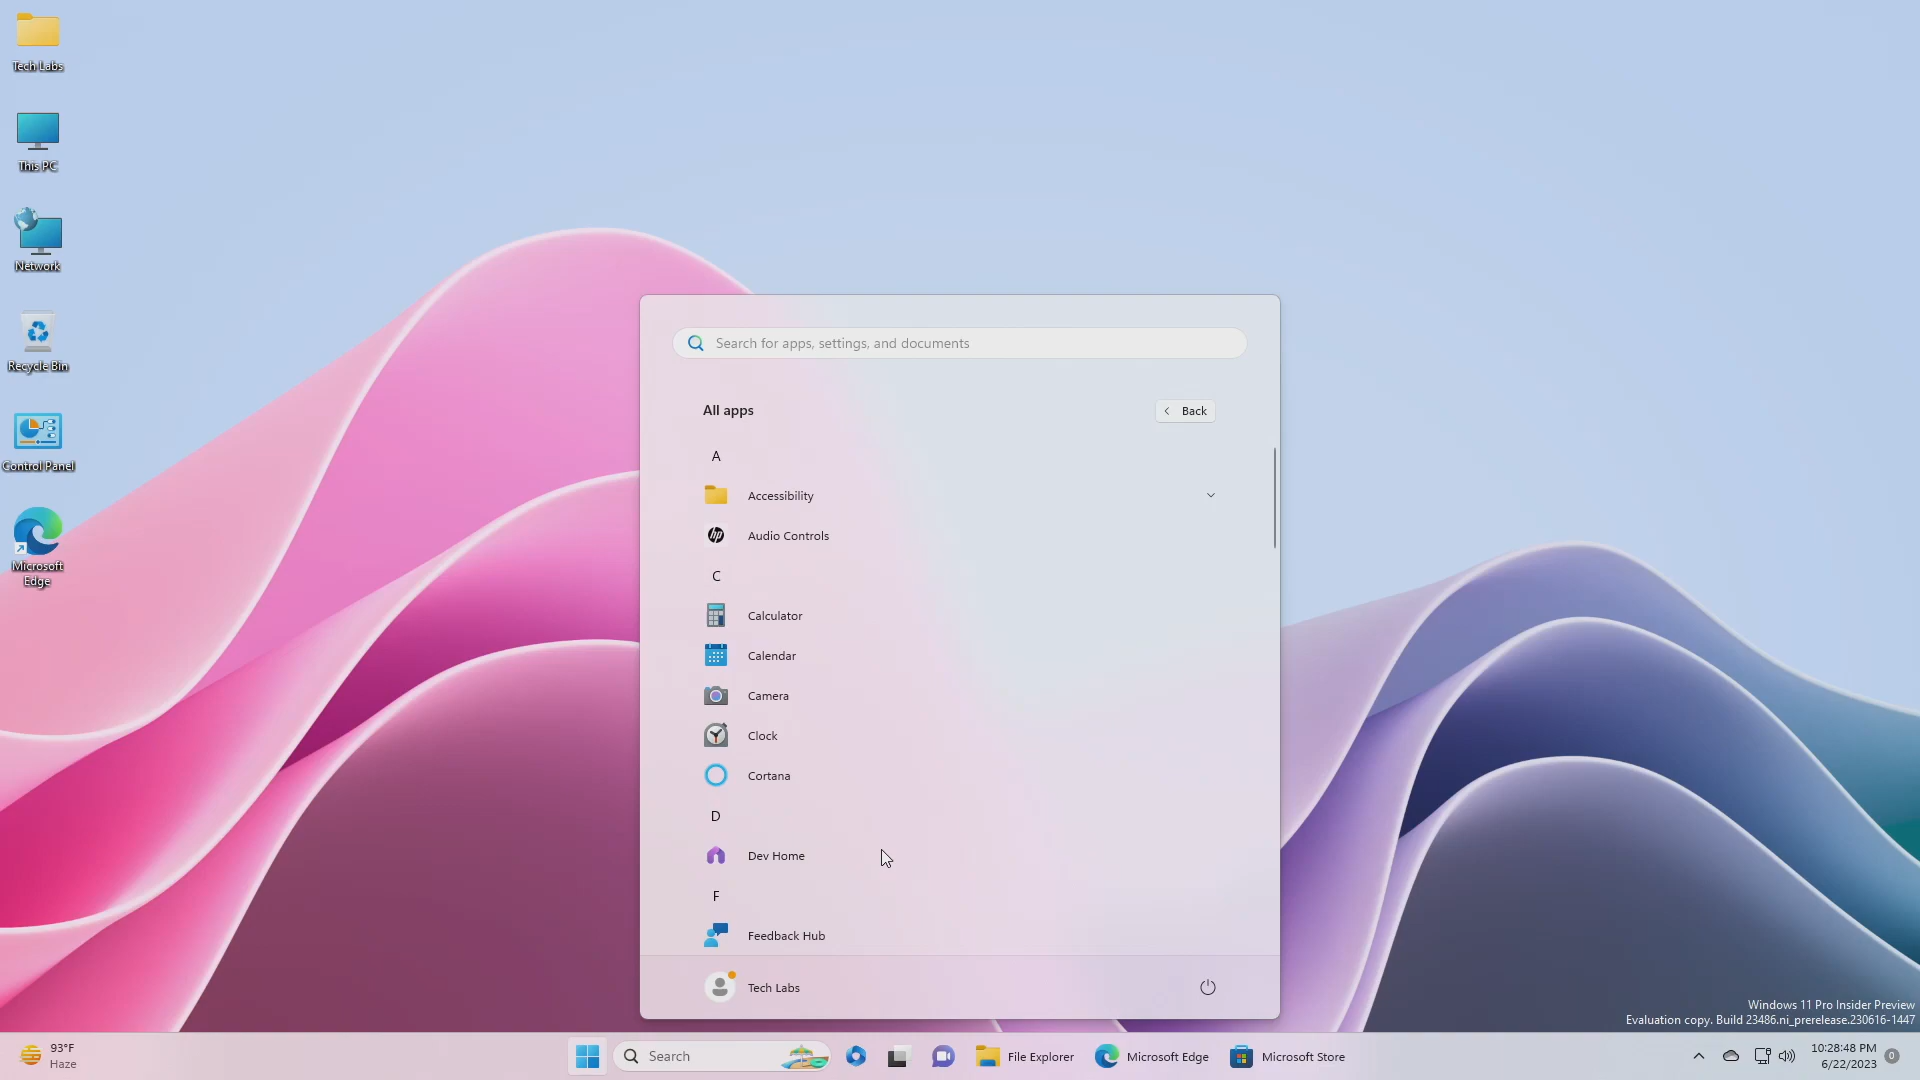 Tech Labs
This PC
Network
Recycle Bin
Control Panel
Microsoft
Edge
Search for apps, settings, and documents
All apps
Back
A
Accessibility
hp
Audio Controls
C
Calculator
Calendar
Camera
Clock
Cortana
D
Dev Home
F
Feedback Hub
Tech Labs
Windows 11 Pro Insider Preview
Evaluation copy. Build 23486.ni_prerelease.230616-1447
93°F
Haze
Search
File Explorer
Microsoft Edge
Microsoft Store
10:28:48 PM
6/22/2023
0